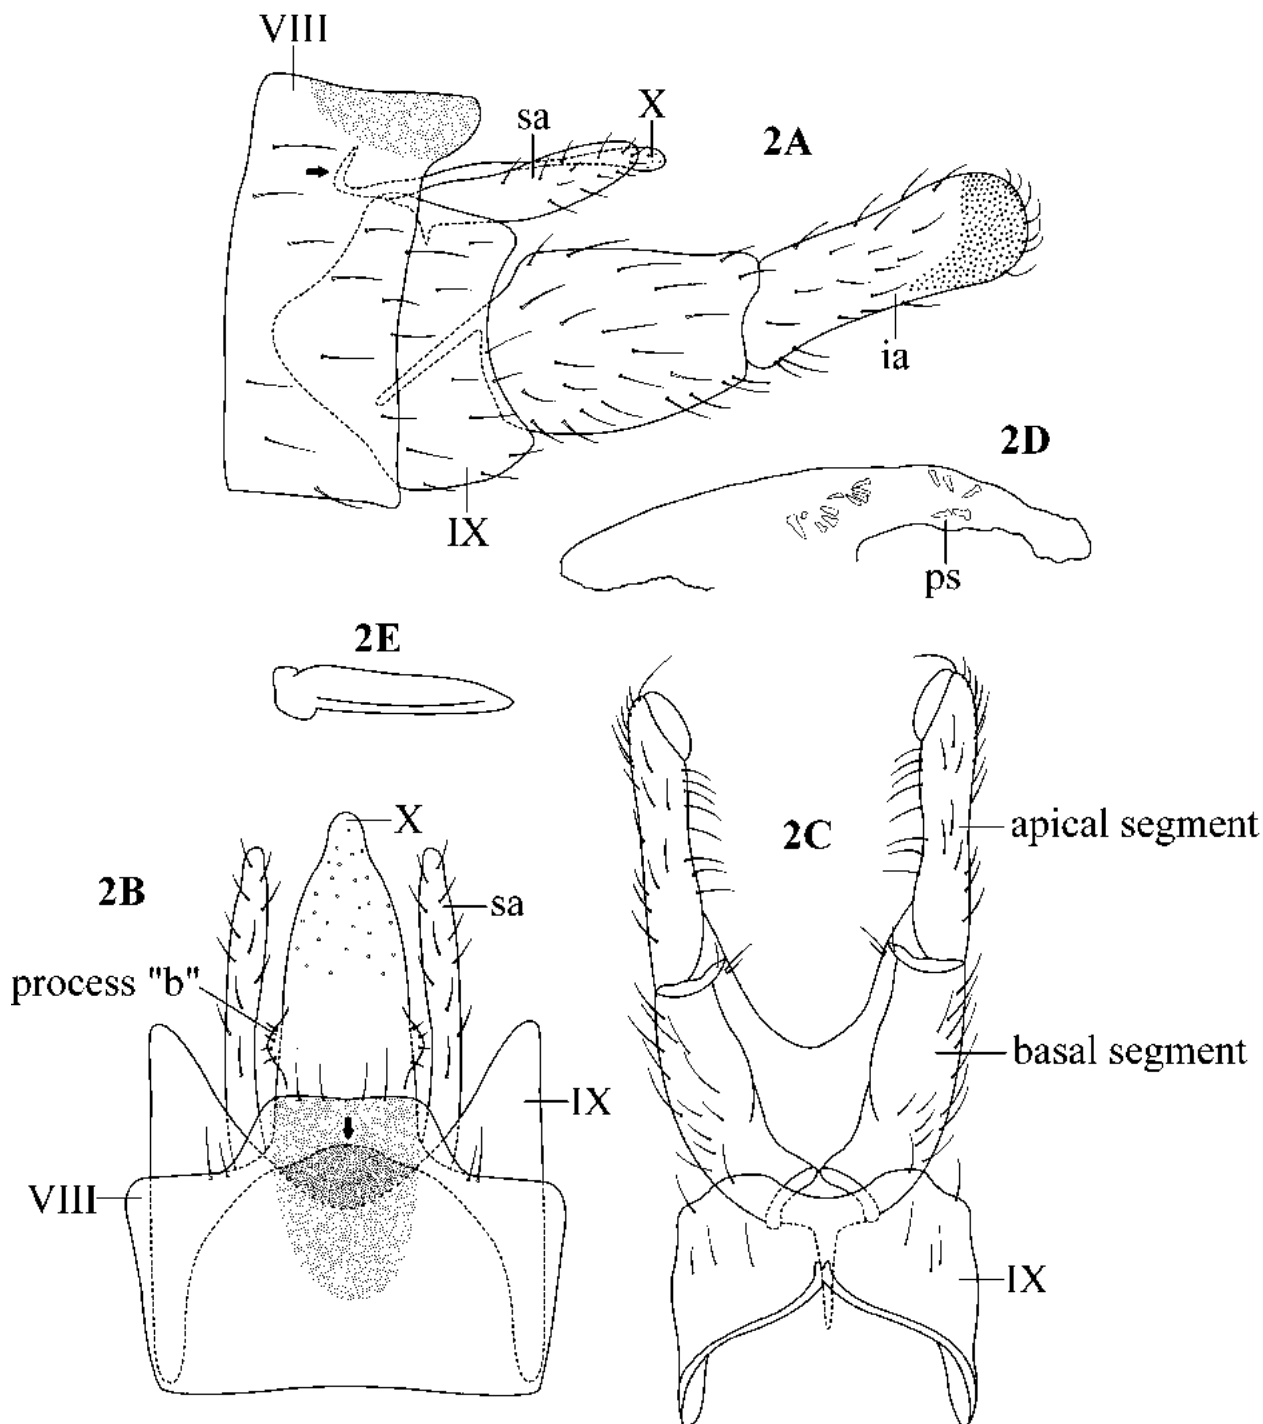 VIII
X
sa
2A
ia
2D
IX
ps
2E
X
apical segment
2C
2B
sa
process "b"
basal segment
IX
VIII
IX